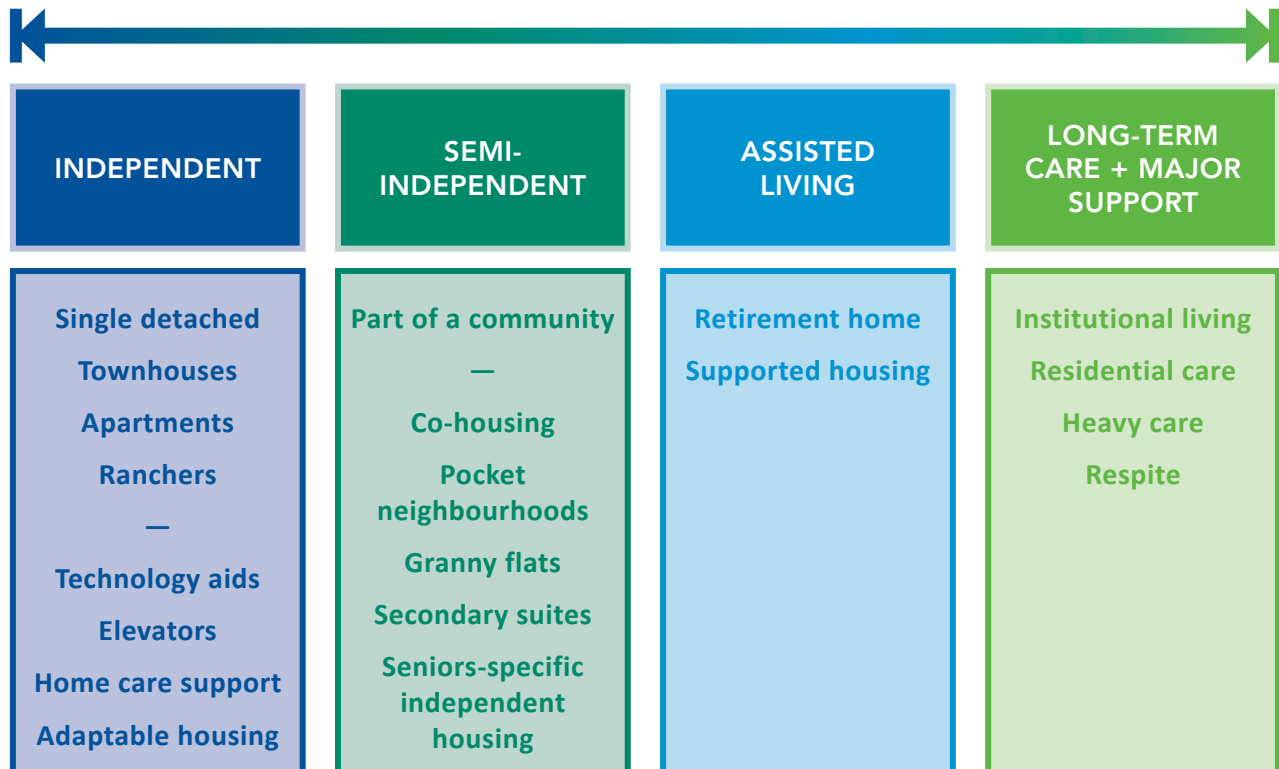 INDEPENDENT
SEMI-
INDEPENDENT
ASSISTED
LIVING
LONG-TERM
CARE + MAJOR
SUPPORT
Single detached
Townhouses
Apartments
Ranchers
—
Technology aids
Elevators
Home care support
Adaptable housing
Part of a community
—
Co-housing
Pocket
neighbourhoods
Granny flats
Secondary suites
Seniors-specific
independent
housing
Retirement home
Supported housing
Institutional living
Residential care
Heavy care
Respite